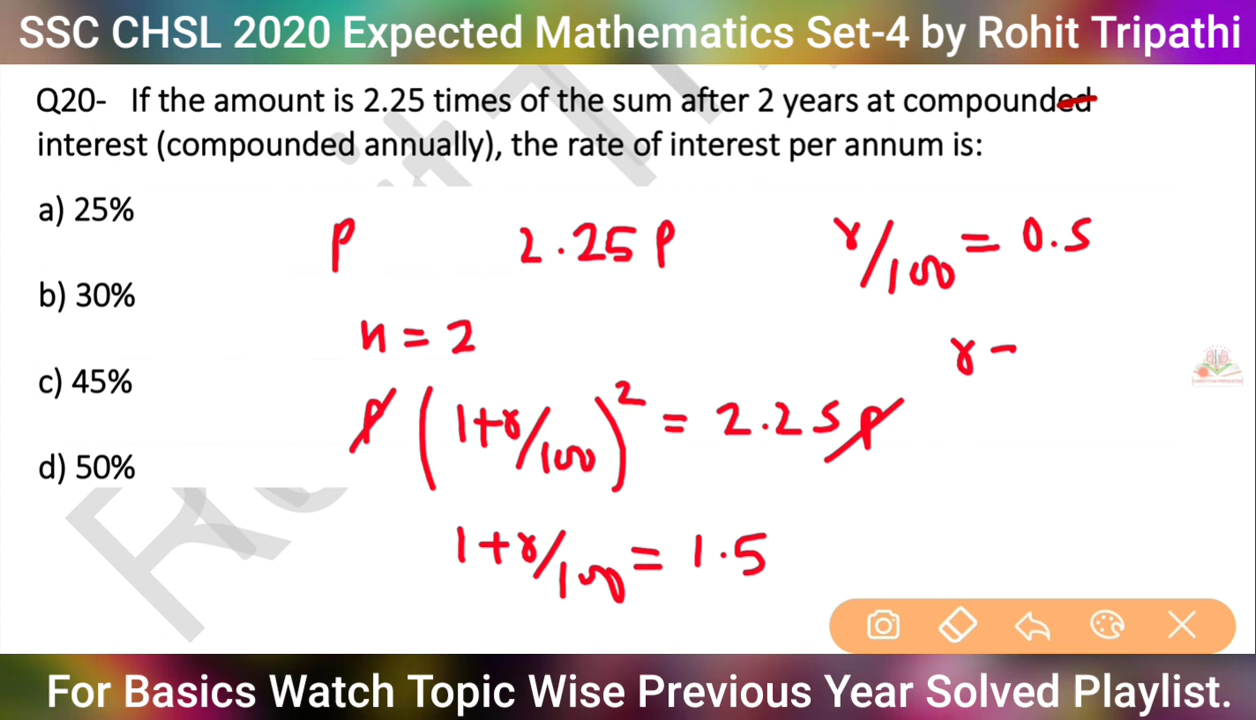 SSC CHSL 2020 Expected Mathematics Set-4 by Rohit Tripathi
Q20- If the amount is 2.25 times of the sum after 2 years at compounded
interest (compounded annually), the rate of interest per annum is:
a) 25%
P 2.25P r/100 = 0.5
b) 30%
n = 2
r =
c) 45%
P(1+r/100)^2 = 2.25P
d) 50%
1+r/100 = 1.5
For Basics Watch Topic Wise Previous Year Solved Playlist.